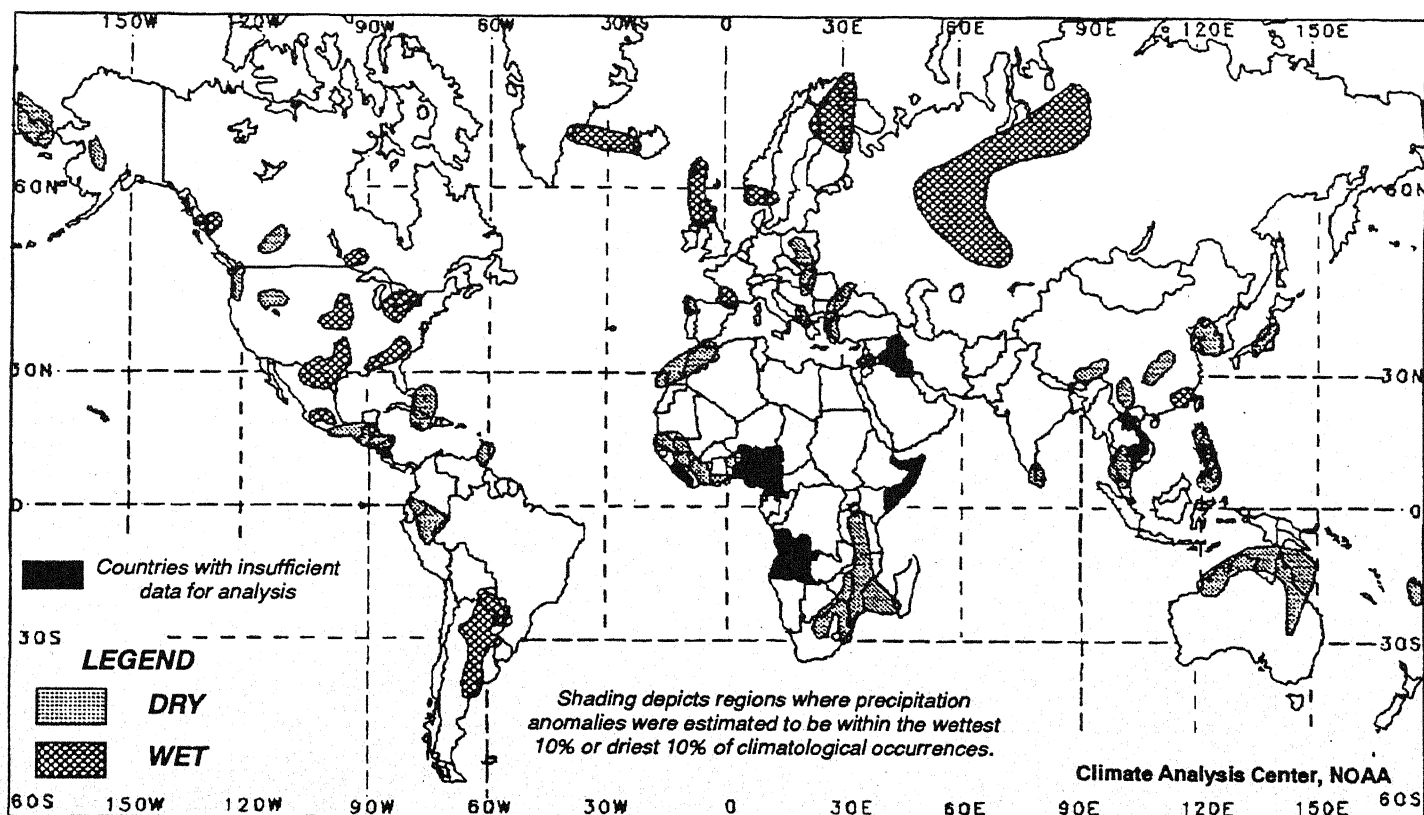 150W 120W 90W 60W 30W 0 30E 60E 90E 120E 150E
60N 60N
30N 30N
0 0
Countries with insufficient
data for analysis
30S 30S
LEGEND
DRY
WET
Shading depicts regions where precipitation
anomalies were estimated to be within the wettest
10% or driest 10% of climatological occurrences.
Climate Analysis Center, NOAA
60S 150W 120W 90W 60W 30W 0 30E 60E 90E 120E 150E 60S